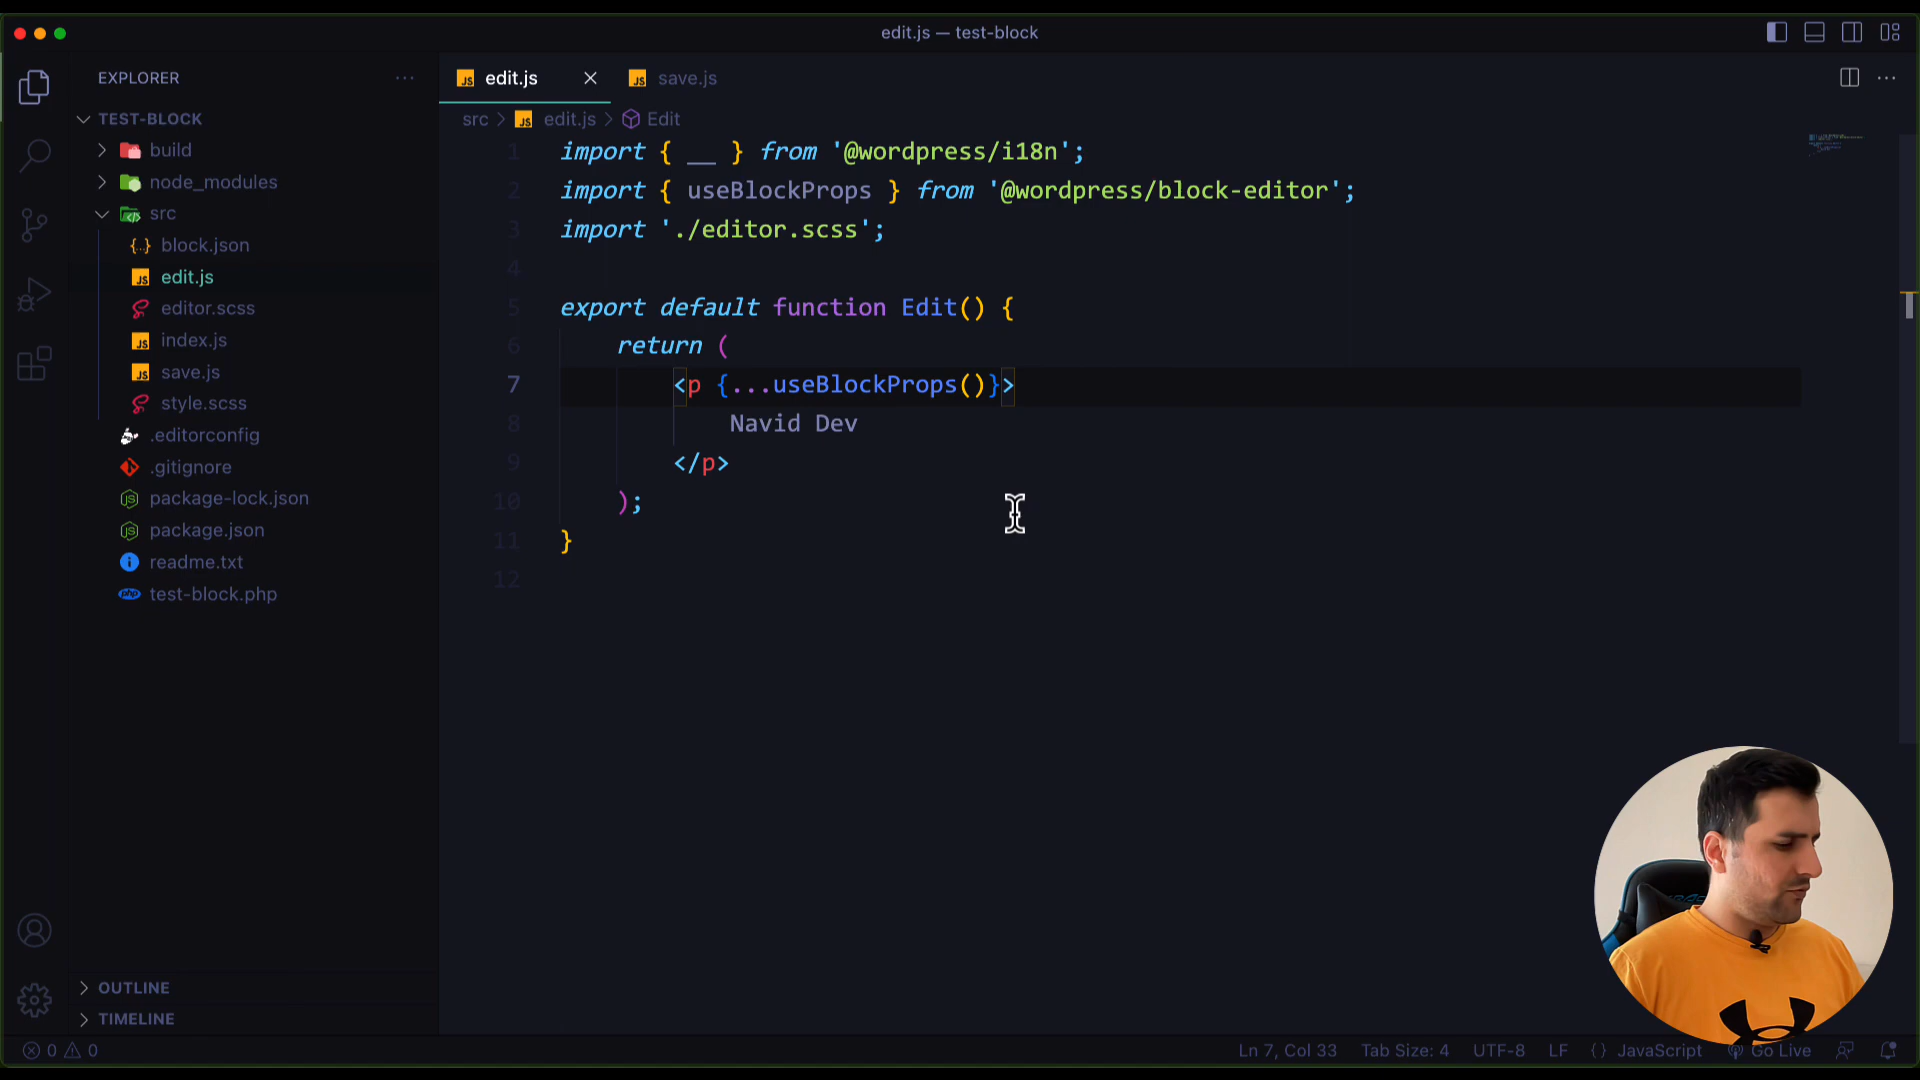 edit.js — test-block
EXPLORER
edit.js
save.js
TEST-BLOCK
build
node_modules
src
block.json
edit.js
editor.scss
index.js
save.js
style.scss
.editorconfig
.gitignore
package-lock.json
package.json
readme.txt
test-block.php
OUTLINE
TIMELINE
src > JS edit.js > Edit
1 import { __ } from '@wordpress/i18n';
2 import { useBlockProps } from '@wordpress/block-editor';
3 import './editor.scss';
4
5 export default function Edit() {
6 return (
7 <p {...useBlockProps()}>
8 Navid Dev
9 </p>
10 );
11 }
12
0 0
Ln 7, Col 33 Tab Size: 4 UTF-8 LF {} JavaScript Go Live